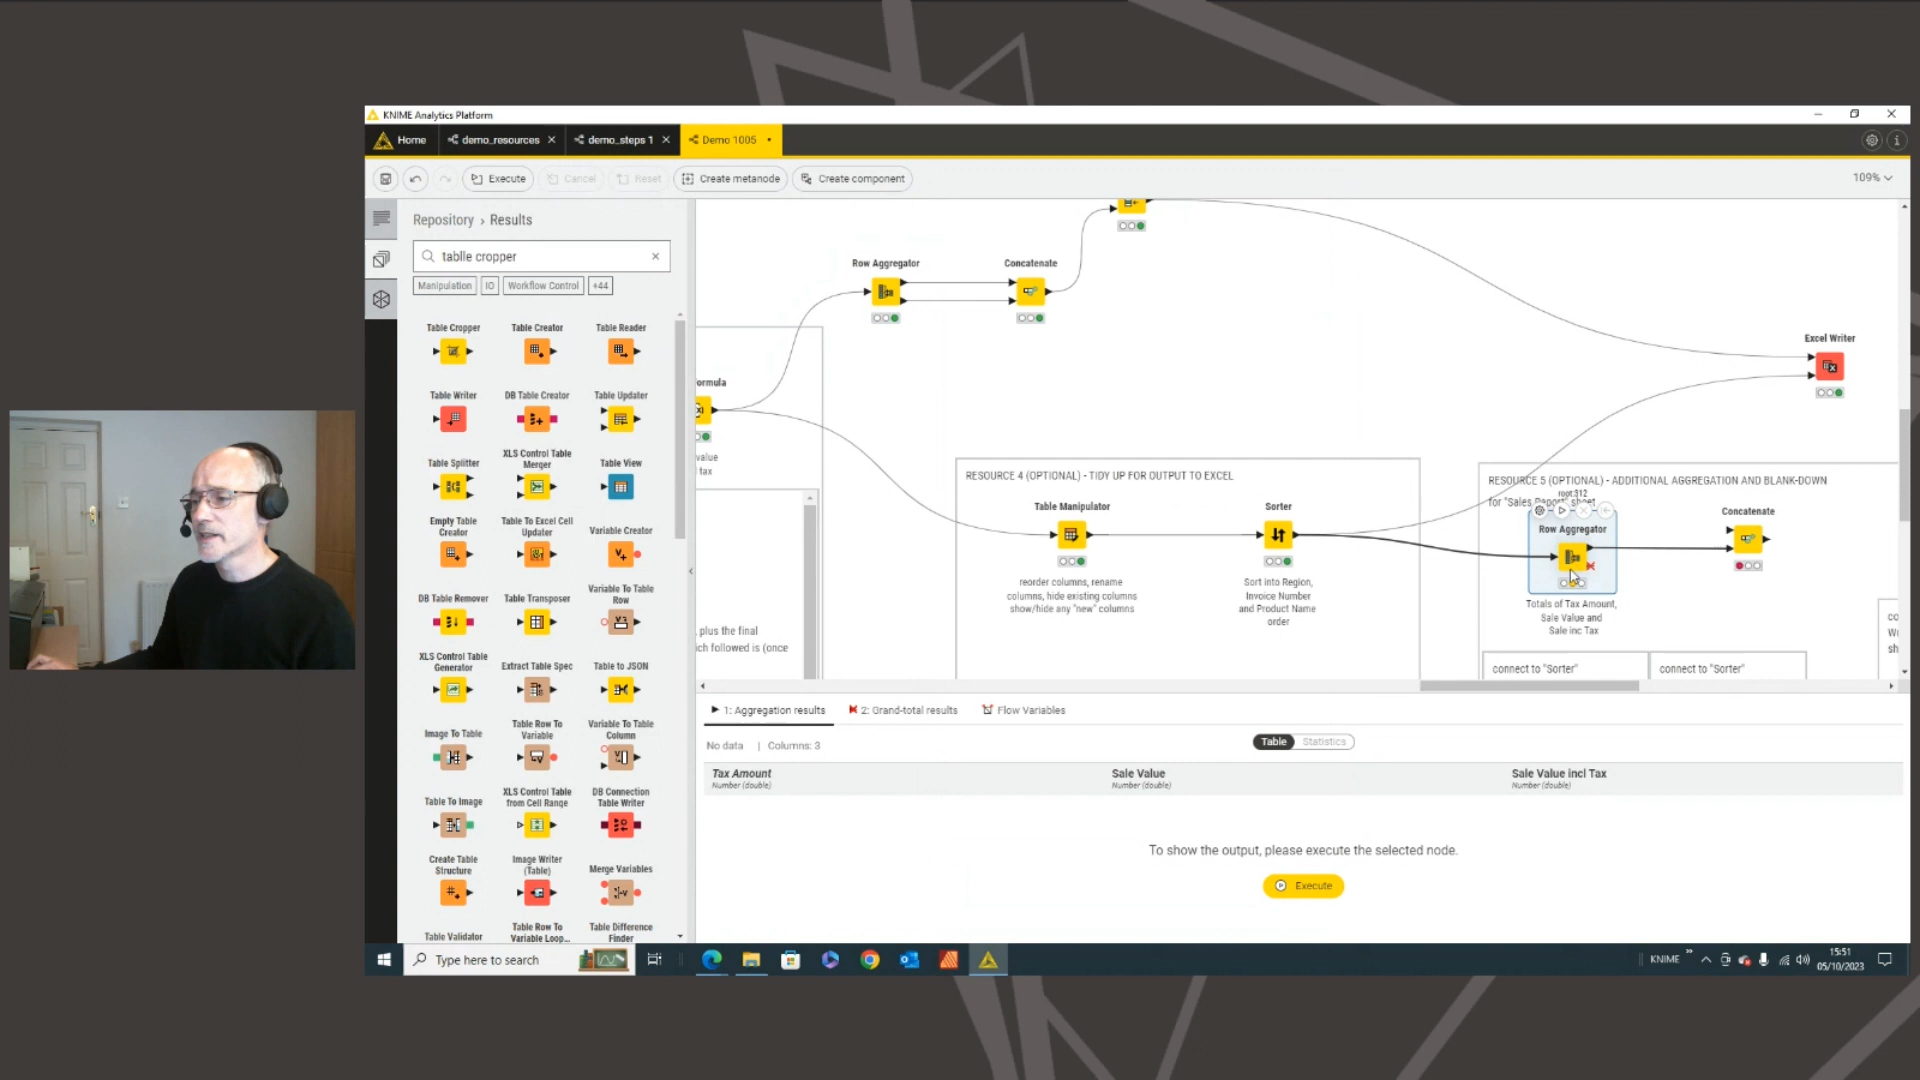 KNIME Analytics Platform
Home
demo_resources
demo_steps 1
Demo 1005
Execute
Cancel
Reset
Create metanode
Create component
109%
Repository › Results
tablle cropper
Manipulation
IO
Workflow Control
+44
Table Cropper
Table Creator
Table Reader
Table Writer
DB Table Creator
Table Updater
Table Splitter
XLS Control Table
Merger
Table View
Empty Table
Creator
Table To Excel Cell
Updater
Variable Creator
DB Table Remover
Table Transposer
Variable To Table
Row
XLS Control Table
Generator
Extract Table Spec
Table to JSON
Image To Table
Table Row To
Variable
Variable To Table
Column
Table To Image
XLS Control Table
from Cell Range
DB Connection
Table Writer
Create Table
Structure
Image Writer
(Table)
Merge Variables
Table Validator
Table Row To
Variable Loop...
Table Difference
Finder
Row Aggregator
Concatenate
Excel Writer
ormula
value
tax
, plus the final
ch followed is (once
RESOURCE 4 (OPTIONAL) - TIDY UP FOR OUTPUT TO EXCEL
Table Manipulator
reorder columns, rename
columns, hide existing columns
show/hide any "new" columns
Sorter
Sort into Region,
Invoice Number
and Product Name
order
RESOURCE 5 (OPTIONAL) - ADDITIONAL AGGREGATION AND BLANK-DOWN
for "Sales Report" sheet
root:312
Row Aggregator
Totals of Tax Amount,
Sale Value and
Sale inc Tax
Concatenate
connect to "Sorter"
connect to "Sorter"
co
sh
1: Aggregation results
2: Grand-total results
Flow Variables
No data | Columns: 3
Table
Statistics
Tax Amount
Number (double)
Sale Value
Number (double)
Sale Value incl Tax
Number (double)
To show the output, please execute the selected node.
Execute
Type here to search
KNIME
15:51
05/10/2023